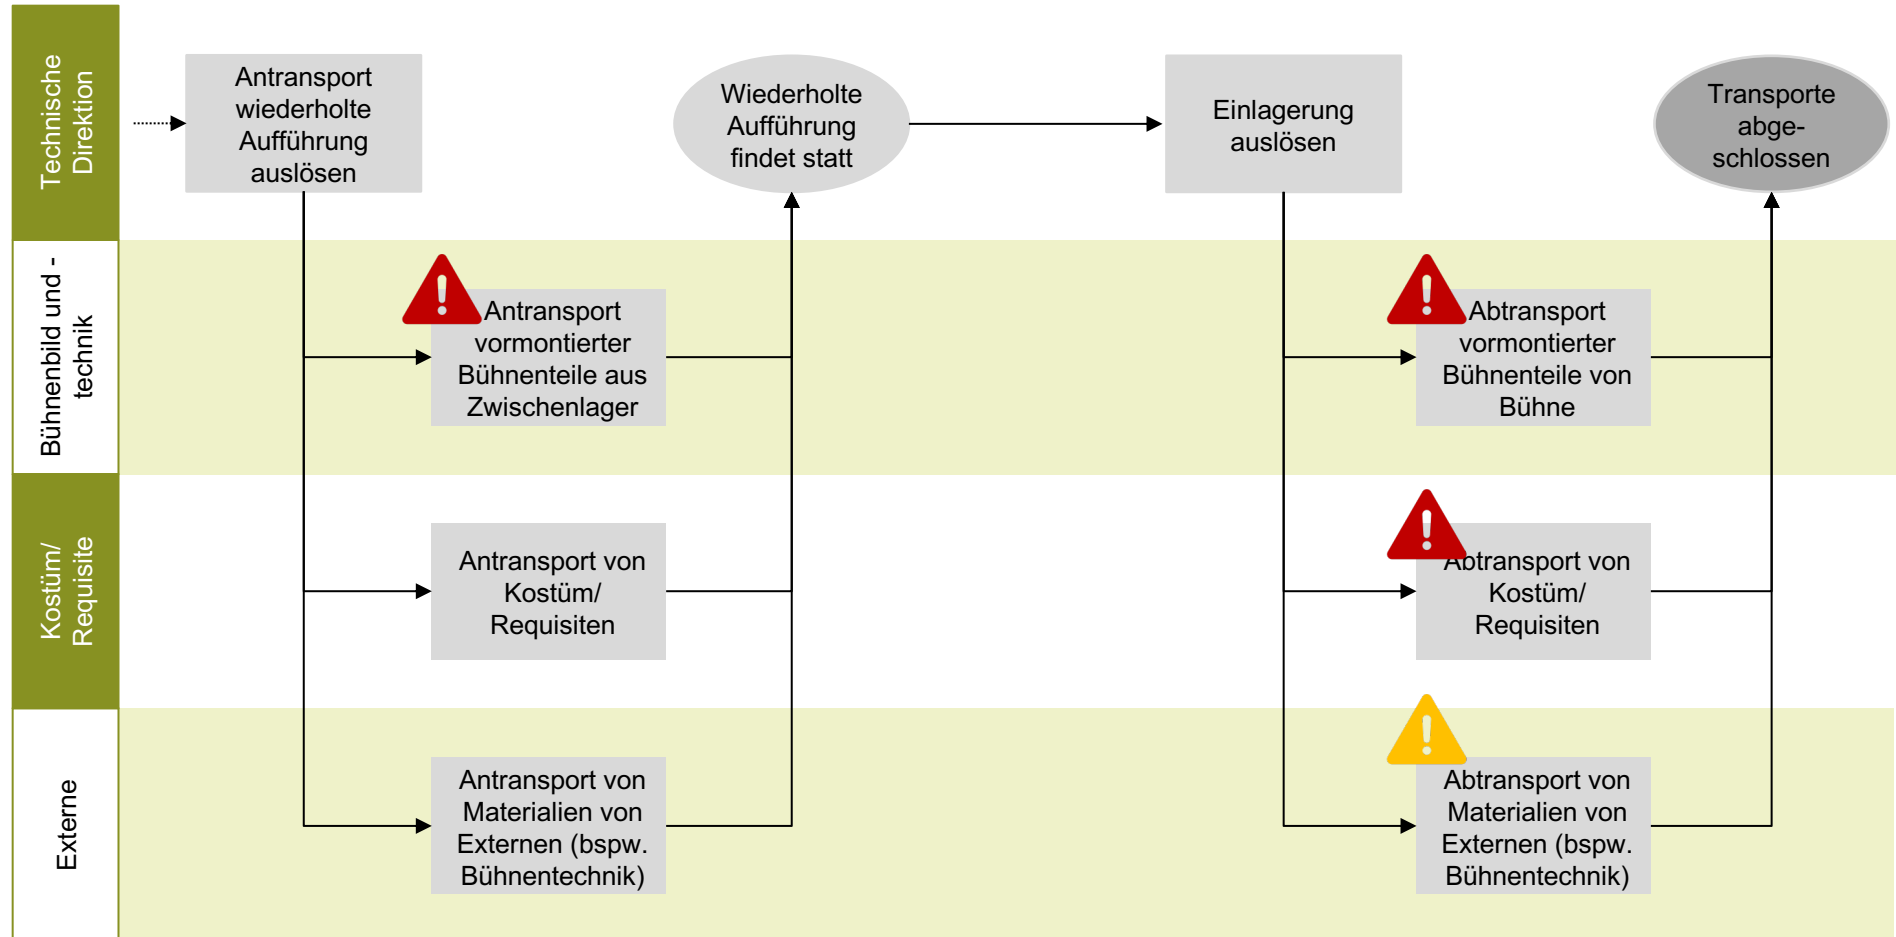 Technische
Direktion
Antransport
wiederholte
Aufführung
auslösen
Wiederholte
Aufführung
findet statt
Einlagerung
auslösen
Transporte
abge-
schlossen
Bühnenbild und -
technik
Antransport
vormontierter
Bühnenteile aus
Zwischenlager
Abtransport
vormontierter
Bühnenteile von
Bühne
Kostüm/
Requisite
Antransport von
Kostüm/
Requisiten
Abtransport von
Kostüm/
Requisiten
Externe
Antransport von
Materialien von
Externen (bspw.
Bühnentechnik)
Abtransport von
Materialien von
Externen (bspw.
Bühnentechnik)